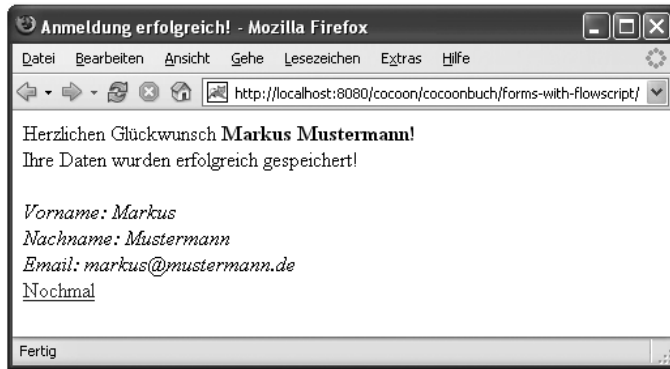 Anmeldung erfolgreich! - Mozilla Firefox
Datei Bearbeiten Ansicht Gehe Lesezeichen Extras Hilfe
http://localhost:8080/cocoon/cocoonbuch/forms-with-flowscript/
Herzlichen Glückwunsch Markus Mustermann!
Ihre Daten wurden erfolgreich gespeichert!
Vorname: Markus
Nachname: Mustermann
Email: markus@mustermann.de
Nochmal
Fertig